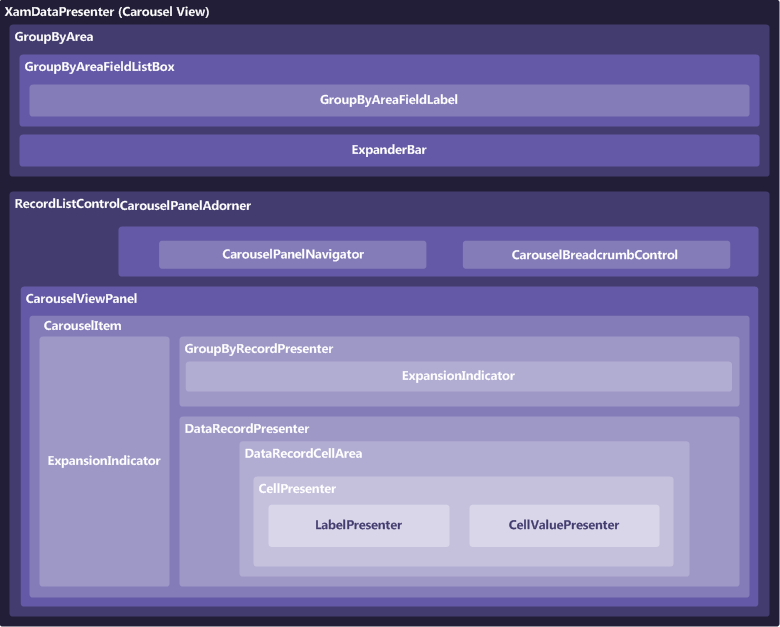 XamDataPresenter (Carousel View)
GroupByArea
GroupByAreaFieldListBox
GroupByAreaFieldLabel
ExpanderBar
RecordListControl
CarouselPanelAdorner
CarouselPanelNavigator
CarouselBreadcrumbControl
CarouselViewPanel
CarouselItem
GroupByRecordPresenter
ExpansionIndicator
DataRecordPresenter
DataRecordCellArea
ExpansionIndicator
CellPresenter
LabelPresenter
CellValuePresenter